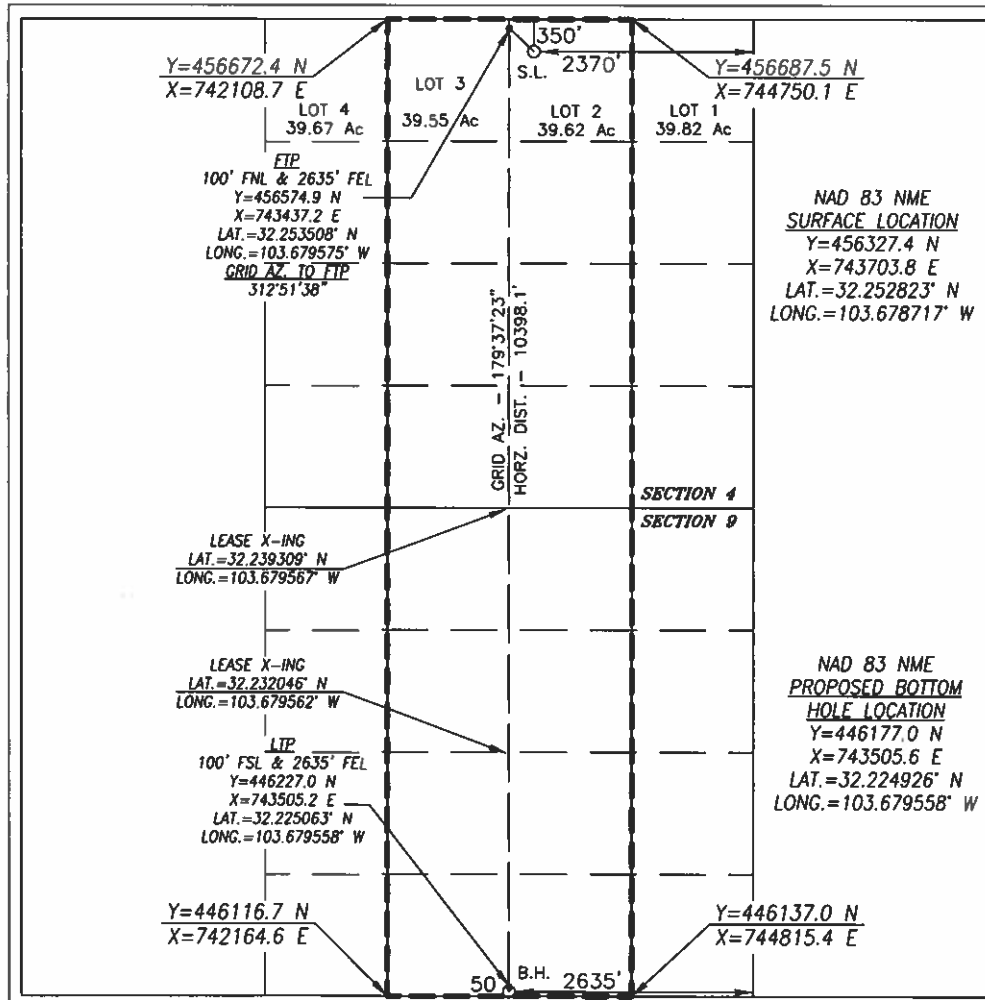 350'
S.L.
2370'
Y=456672.4 N
X=742108.7 E
Y=456687.5 N
X=744750.1 E
LOT 4
39.67 Ac
LOT 3
39.55 Ac
LOT 2
39.62 Ac
LOT 1
39.82 Ac
FTP
100' FNL & 2635' FEL
Y=456574.9 N
X=743437.2 E
LAT.=32.253508° N
LONG.=103.679575° W
GRID AZ. TO FTP
312°51'38"
NAD 83 NME
SURFACE LOCATION
Y=456327.4 N
X=743703.8 E
LAT.=32.252823° N
LONG.=103.678717° W
GRID AZ. - 179°37'23"
HORZ. DIST. - 10398.1'
SECTION 4
SECTION 9
LEASE X-ING
LAT.=32.239309° N
LONG.=103.679567° W
LEASE X-ING
LAT.=32.232046° N
LONG.=103.679562° W
LTP
100' FSL & 2635' FEL
Y=446227.0 N
X=743505.2 E
LAT.=32.225063° N
LONG.=103.679558° W
NAD 83 NME
PROPOSED BOTTOM
HOLE LOCATION
Y=446177.0 N
X=743505.6 E
LAT.=32.224926° N
LONG.=103.679558° W
Y=446116.7 N
X=742164.6 E
Y=446137.0 N
X=744815.4 E
50'
B.H.
2635'